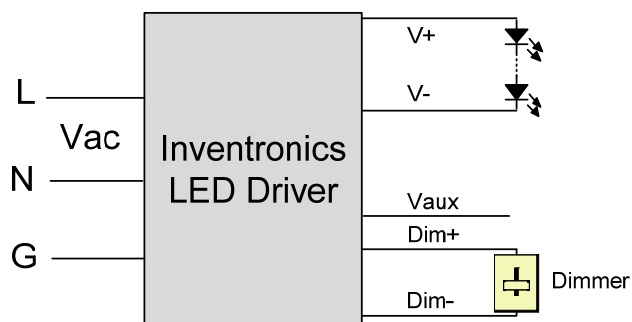 L
Vac
N
G
Inventronics
LED Driver
V+
V-
Vaux
Dim+
Dim-
Dimmer